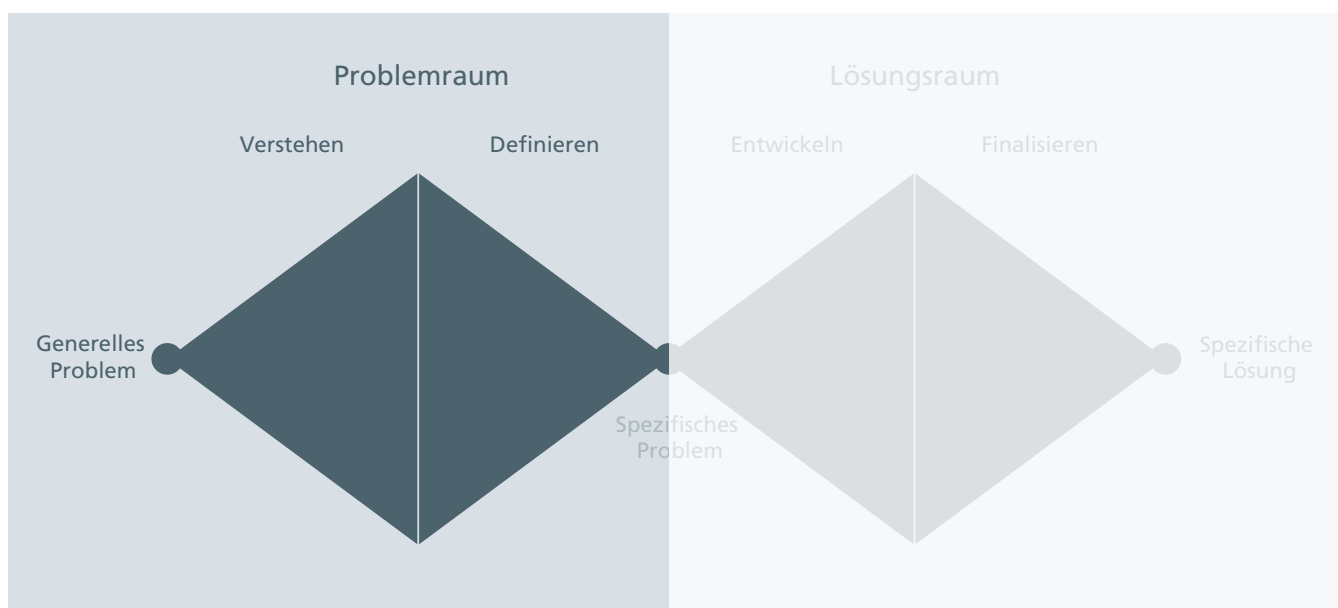 Problemraum
Lösungsraum
Verstehen
Definieren
Entwickeln
Finalisieren
Generelles
Problem
Spezifisches
Problem
Spezifische
Lösung